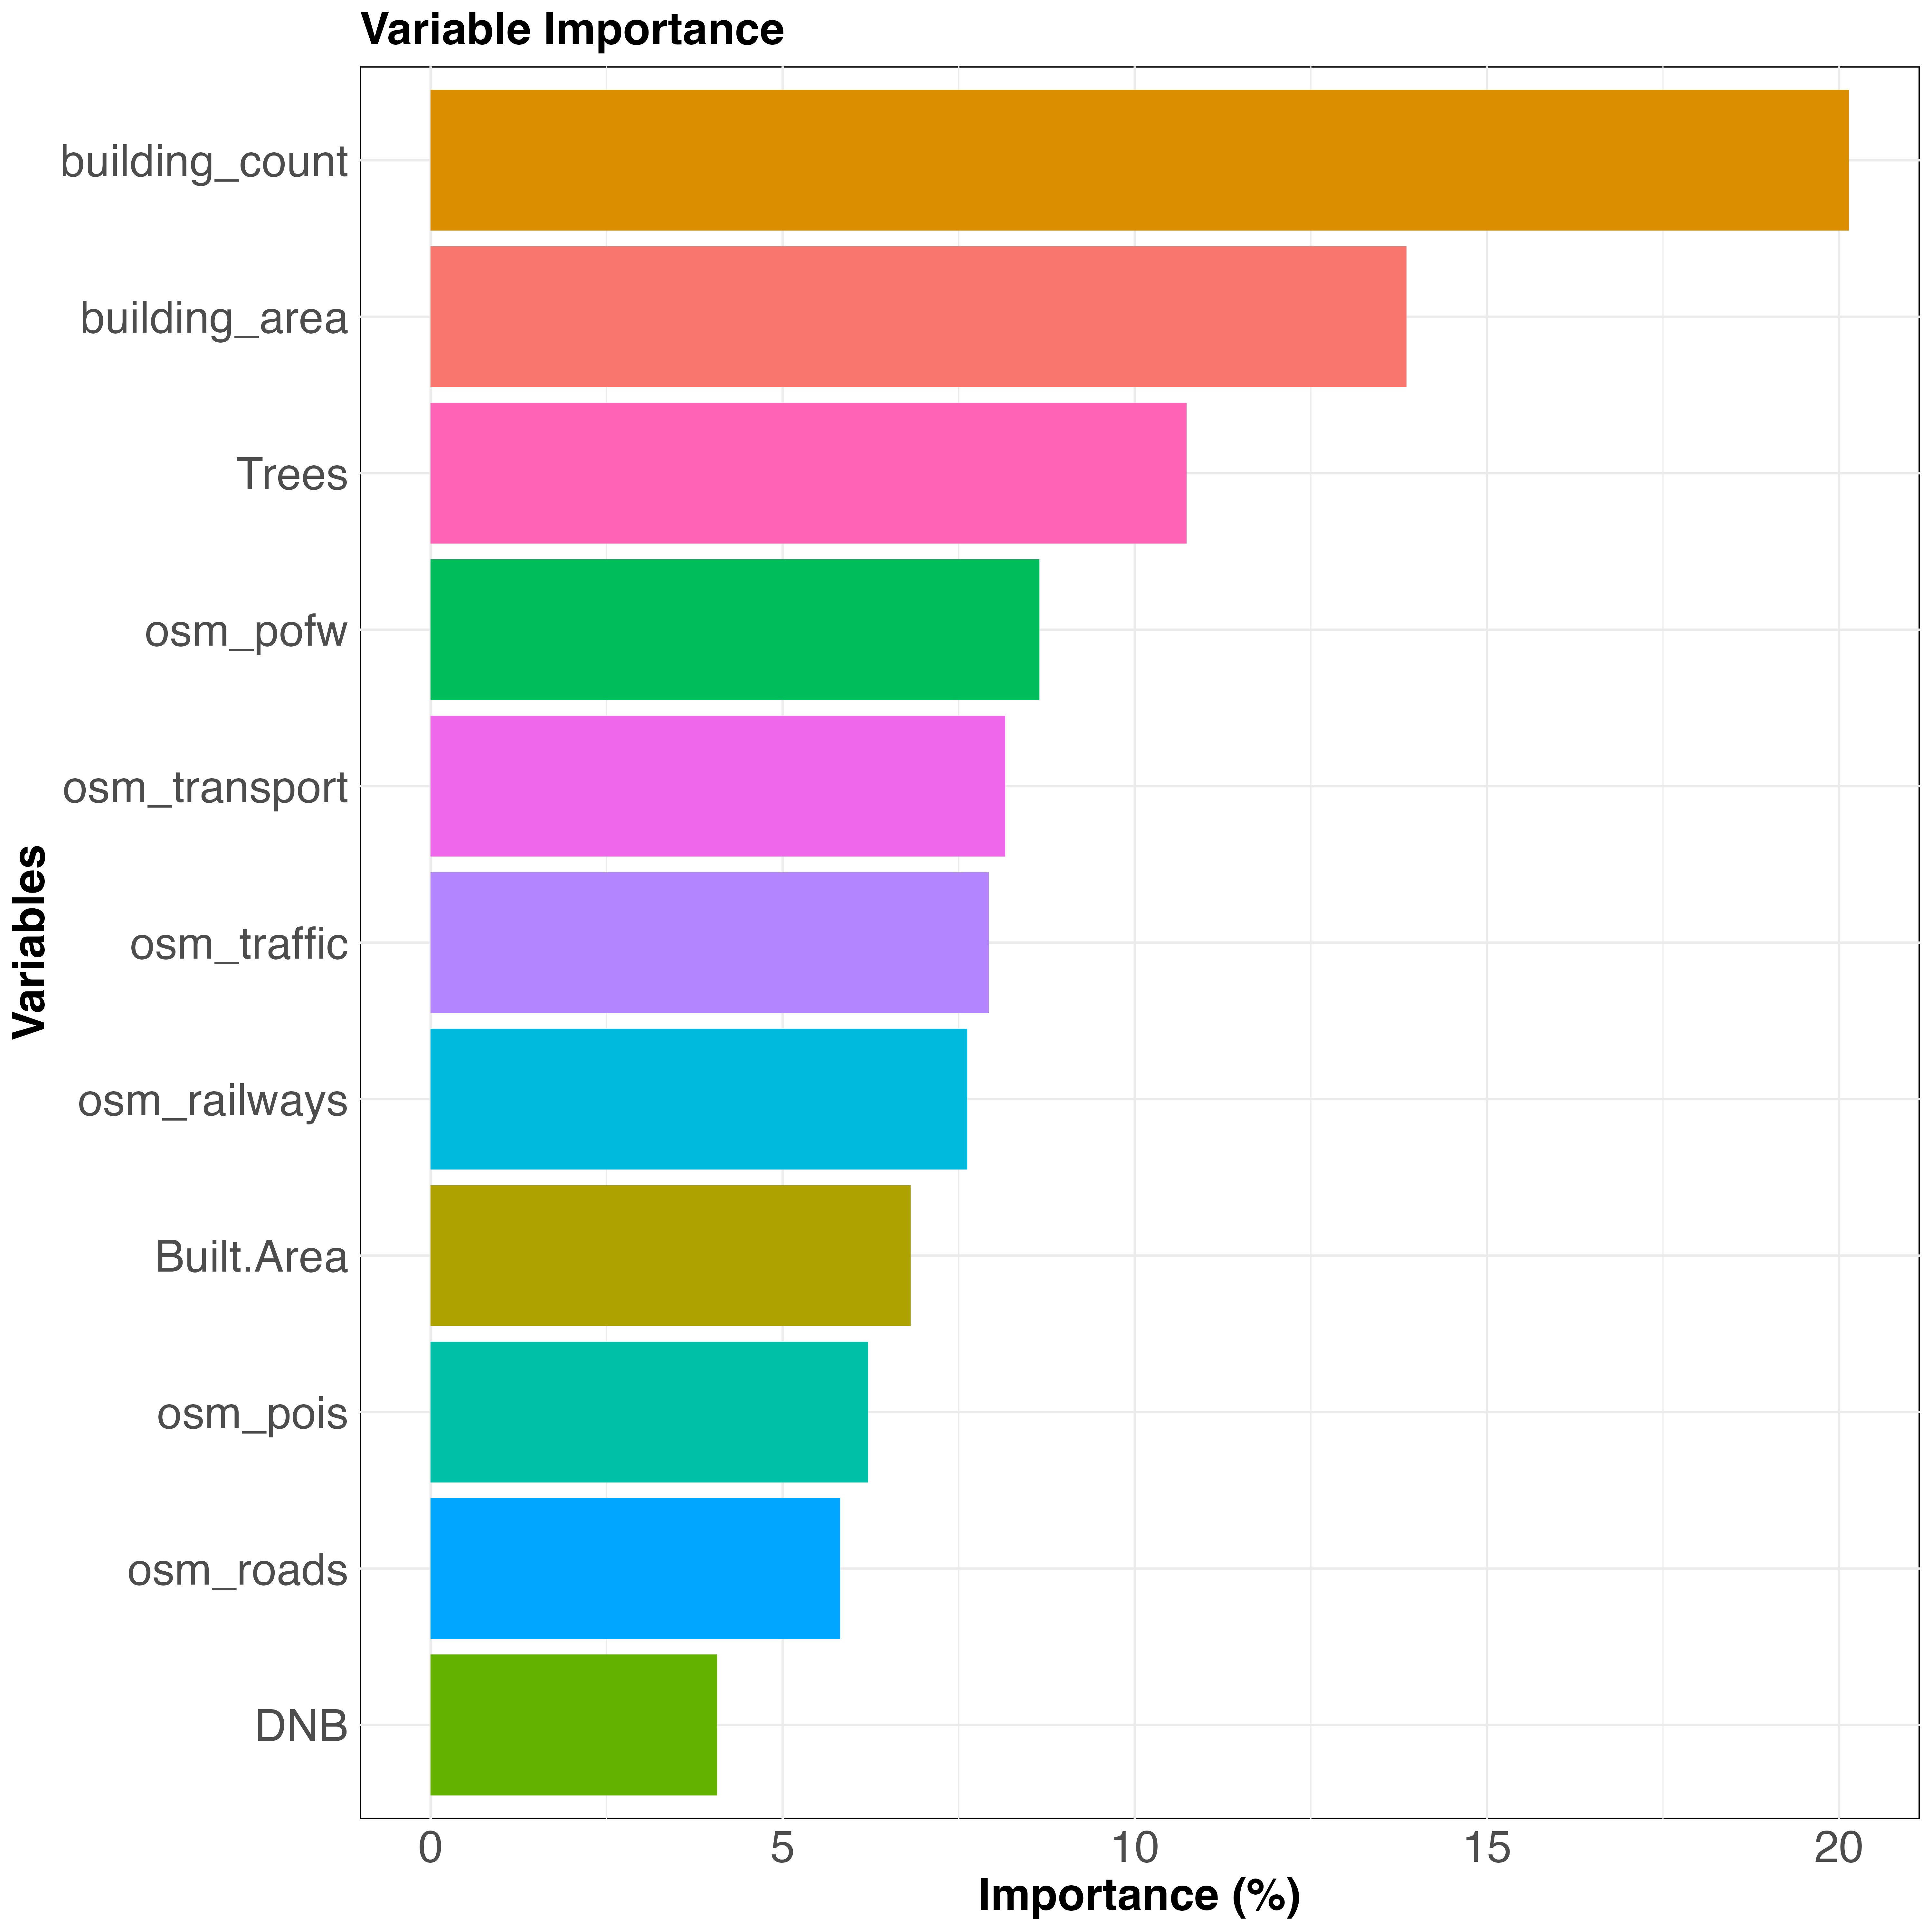 Variable Importance
building_count
building_area
Trees
osm_pofw
osm_transport
osm_traffic
osm_railways
Built.Area
osm_pois
osm_roads
DNB
Variables
0 5 10 15 20
Importance (%)